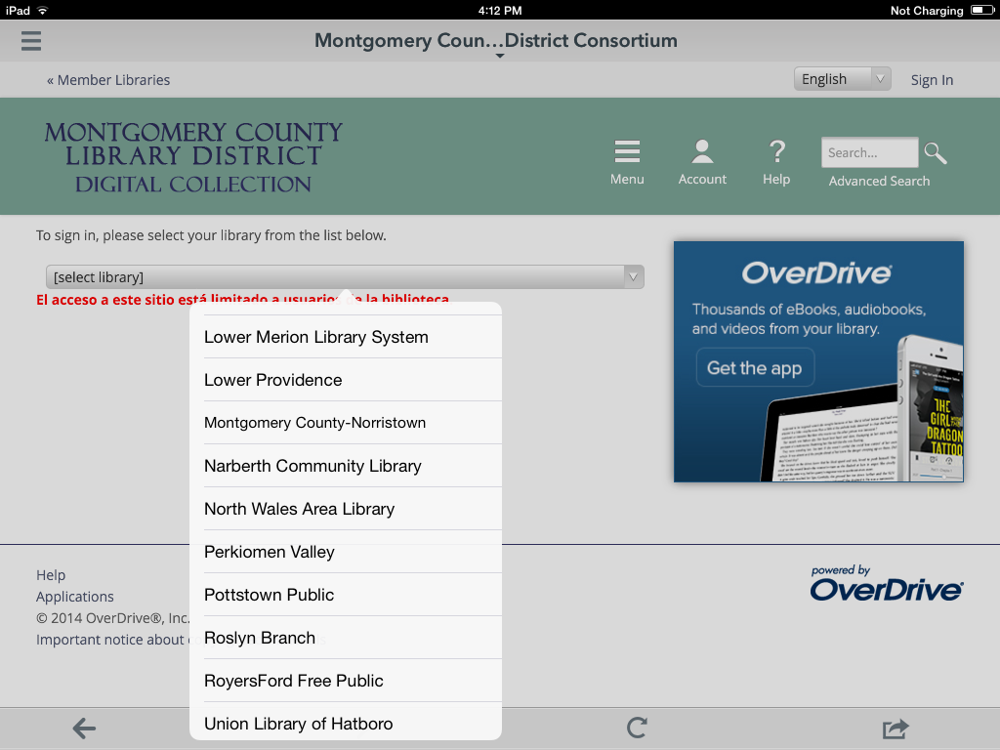 iPad 4:12 PM Not Charging
Montgomery Coun...District Consortium
« Member Libraries English Sign In
MONTGOMERY COUNTY
LIBRARY DISTRICT
DIGITAL COLLECTION
Menu Account Help Search...
Advanced Search
To sign in, please select your library from the list below.
[select library]
El acceso a este sitio está limitado a usuarios a la biblioteca
Lower Merion Library System
Lower Providence
Montgomery County-Norristown
Narberth Community Library
North Wales Area Library
Perkiomen Valley
Pottstown Public
Roslyn Branch
RoyersFord Free Public
Union Library of Hatboro
OverDrive
Thousands of eBooks, audiobooks,
and videos from your library.
Get the app
THE
GIRL
DRAGON
TATTOO
Help
Applications
© 2014 OverDrive®, Inc.
Important notice about
powered by
OverDrive®